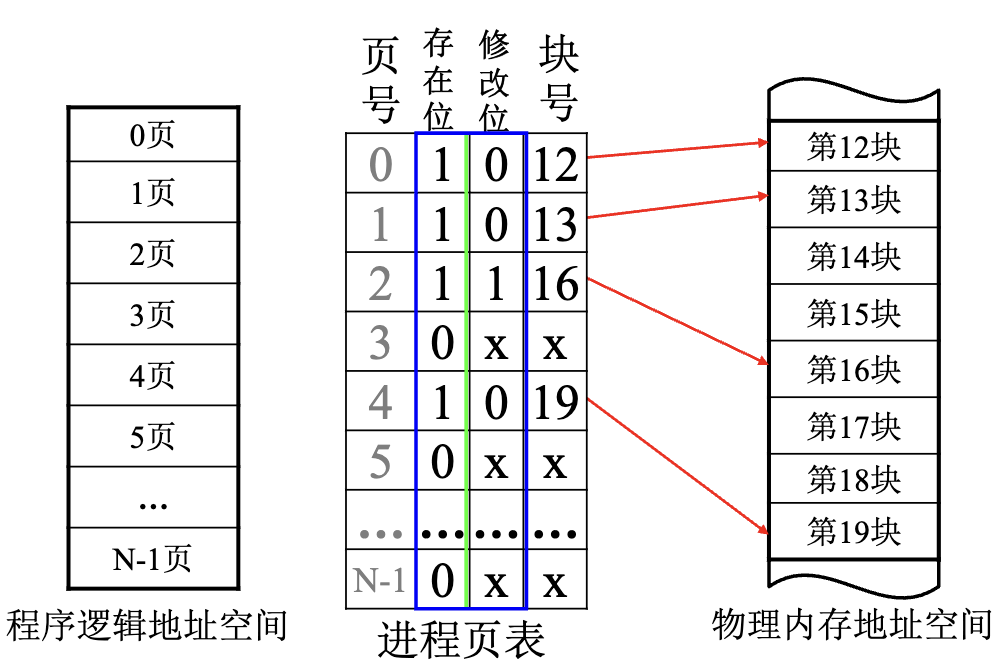 0页
1页
2页
3页
4页
5页
...
N-1页
程序逻辑地址空间
页号 存在位 修改位 块号
0 1 0 12
1 1 0 13
2 1 1 16
3 0 x x
4 1 0 19
5 0 x x
... ... ... ...
N-1 0 x x
进程页表
第12块
第13块
第14块
第15块
第16块
第17块
第18块
第19块
物理内存地址空间